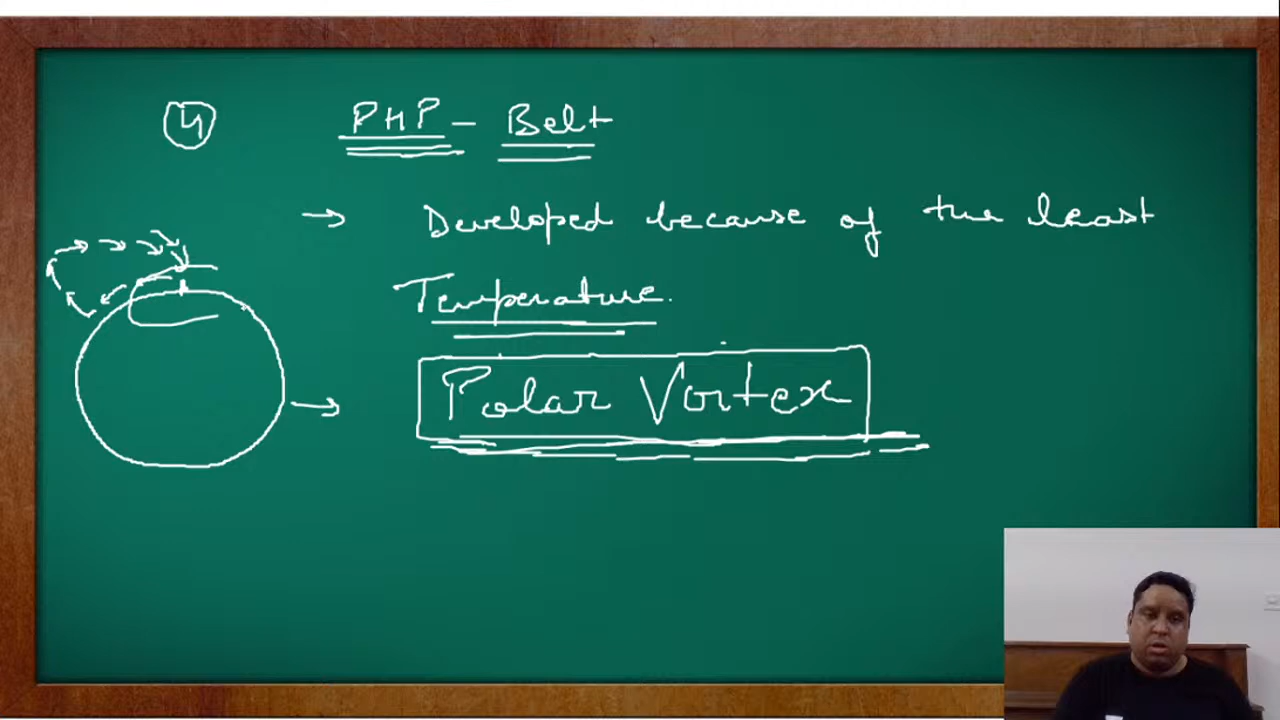 4 PHP - Belt
→ Developed because of the least
Temperature.
→ Polar Vortex